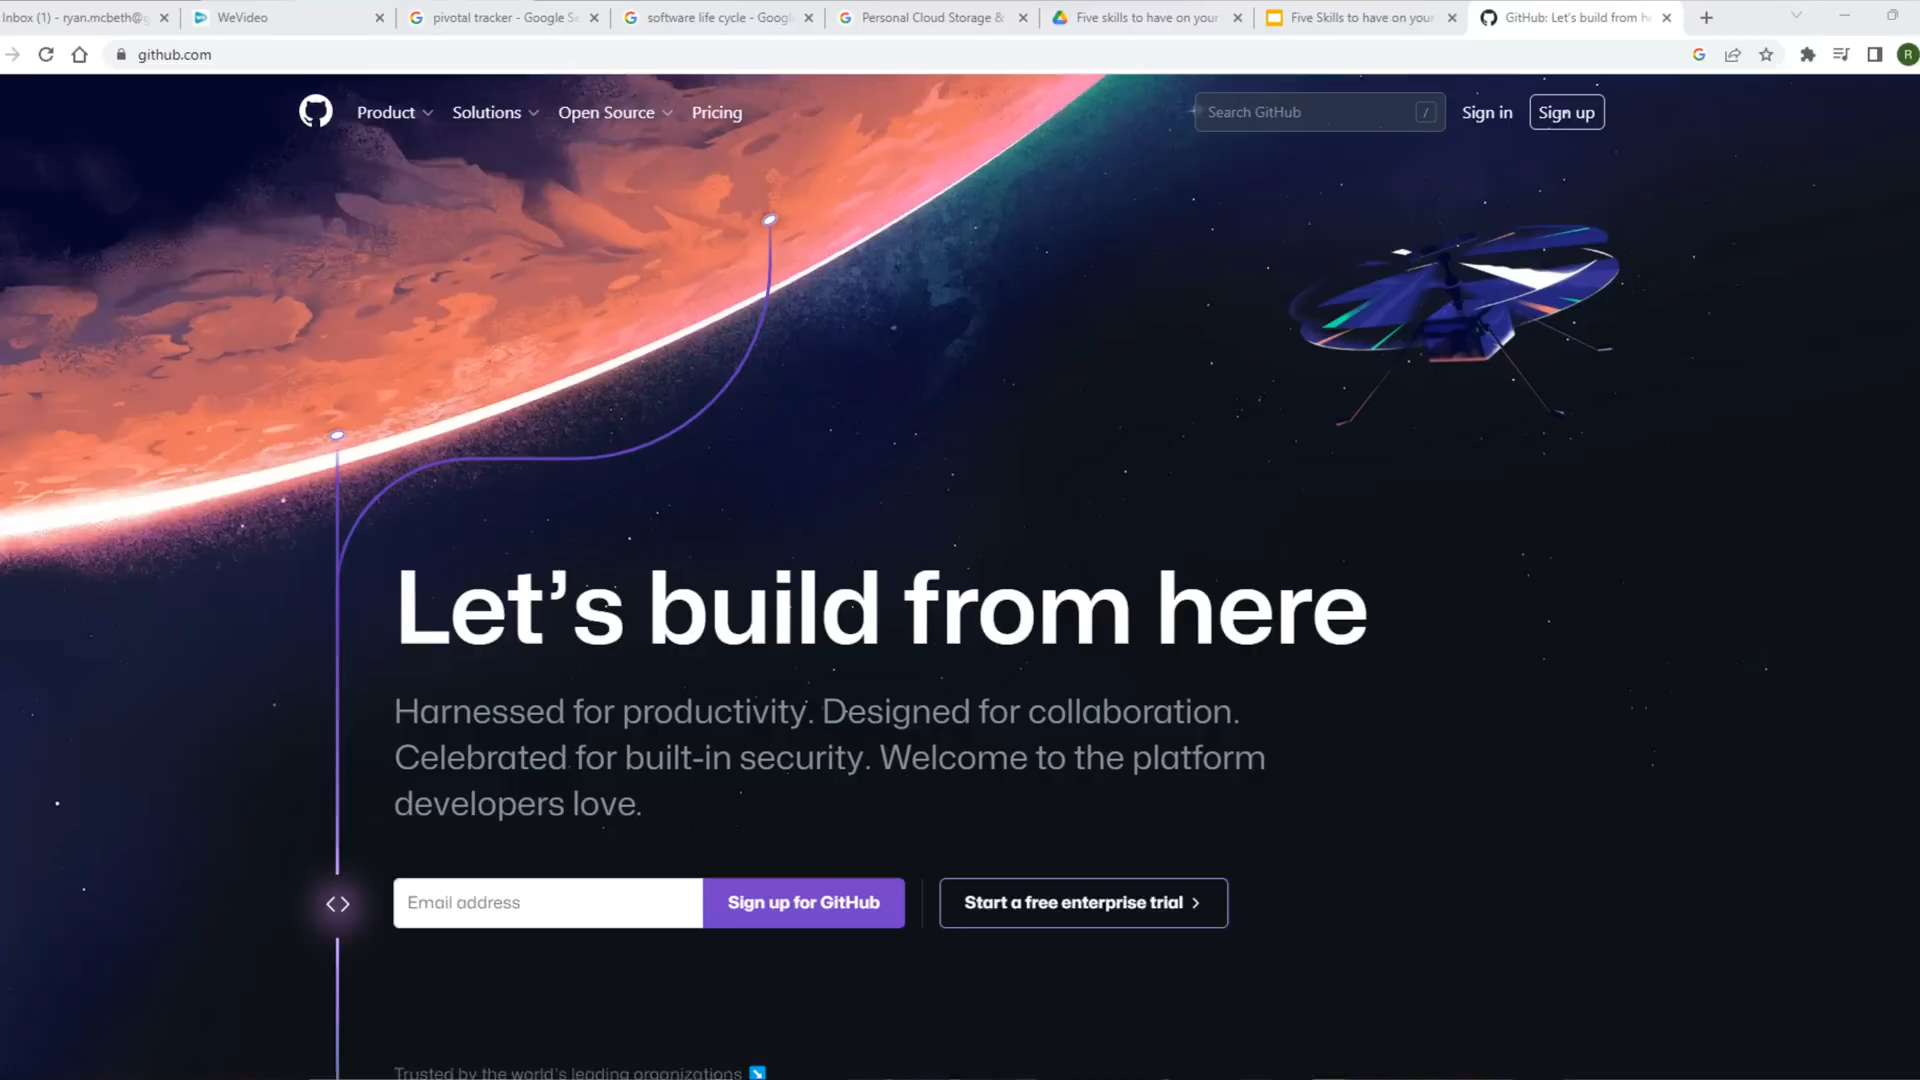 Inbox (1) - ryan.mcbeth@g
WeVideo
pivotal tracker - Google Se
software life cycle - Googl
Personal Cloud Storage &
Five skills to have on your
Five Skills to have on your
GitHub: Let's build from he
github.com
R
Product
Solutions
Open Source
Pricing
Search GitHub
/
Sign in
Sign up
Let’s build from here
Harnessed for productivity. Designed for collaboration.
Celebrated for built-in security. Welcome to the platform
developers love.
<>
Email address
Sign up for GitHub
Start a free enterprise trial >
Trusted by the world's leading organizations